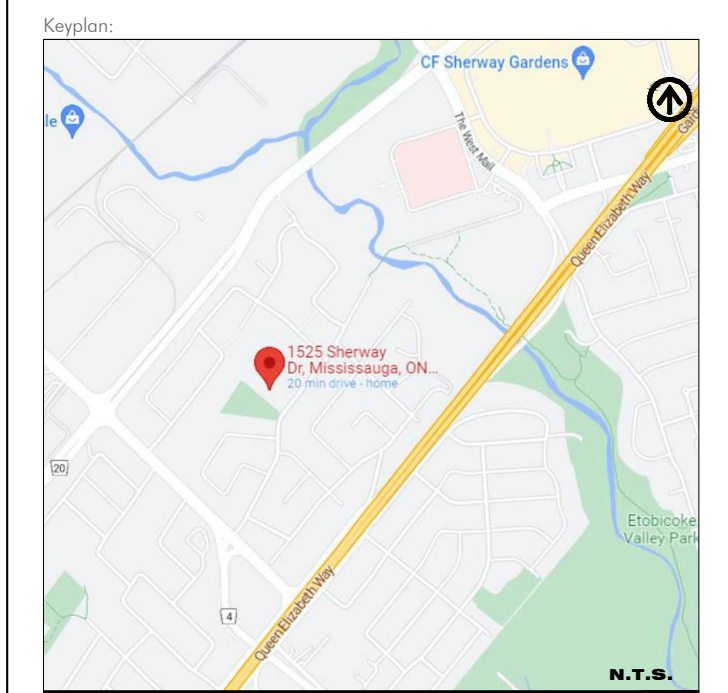 Keyplan:
CF Sherway Gardens
le
The West Mall
Gard
Queen Elizabeth Way
1525 Sherway
Dr, Mississauga, ON...
20 min drive - home
20
Etobicoke
Valley Park
4
Queen Elizabeth Way
N.T.S.